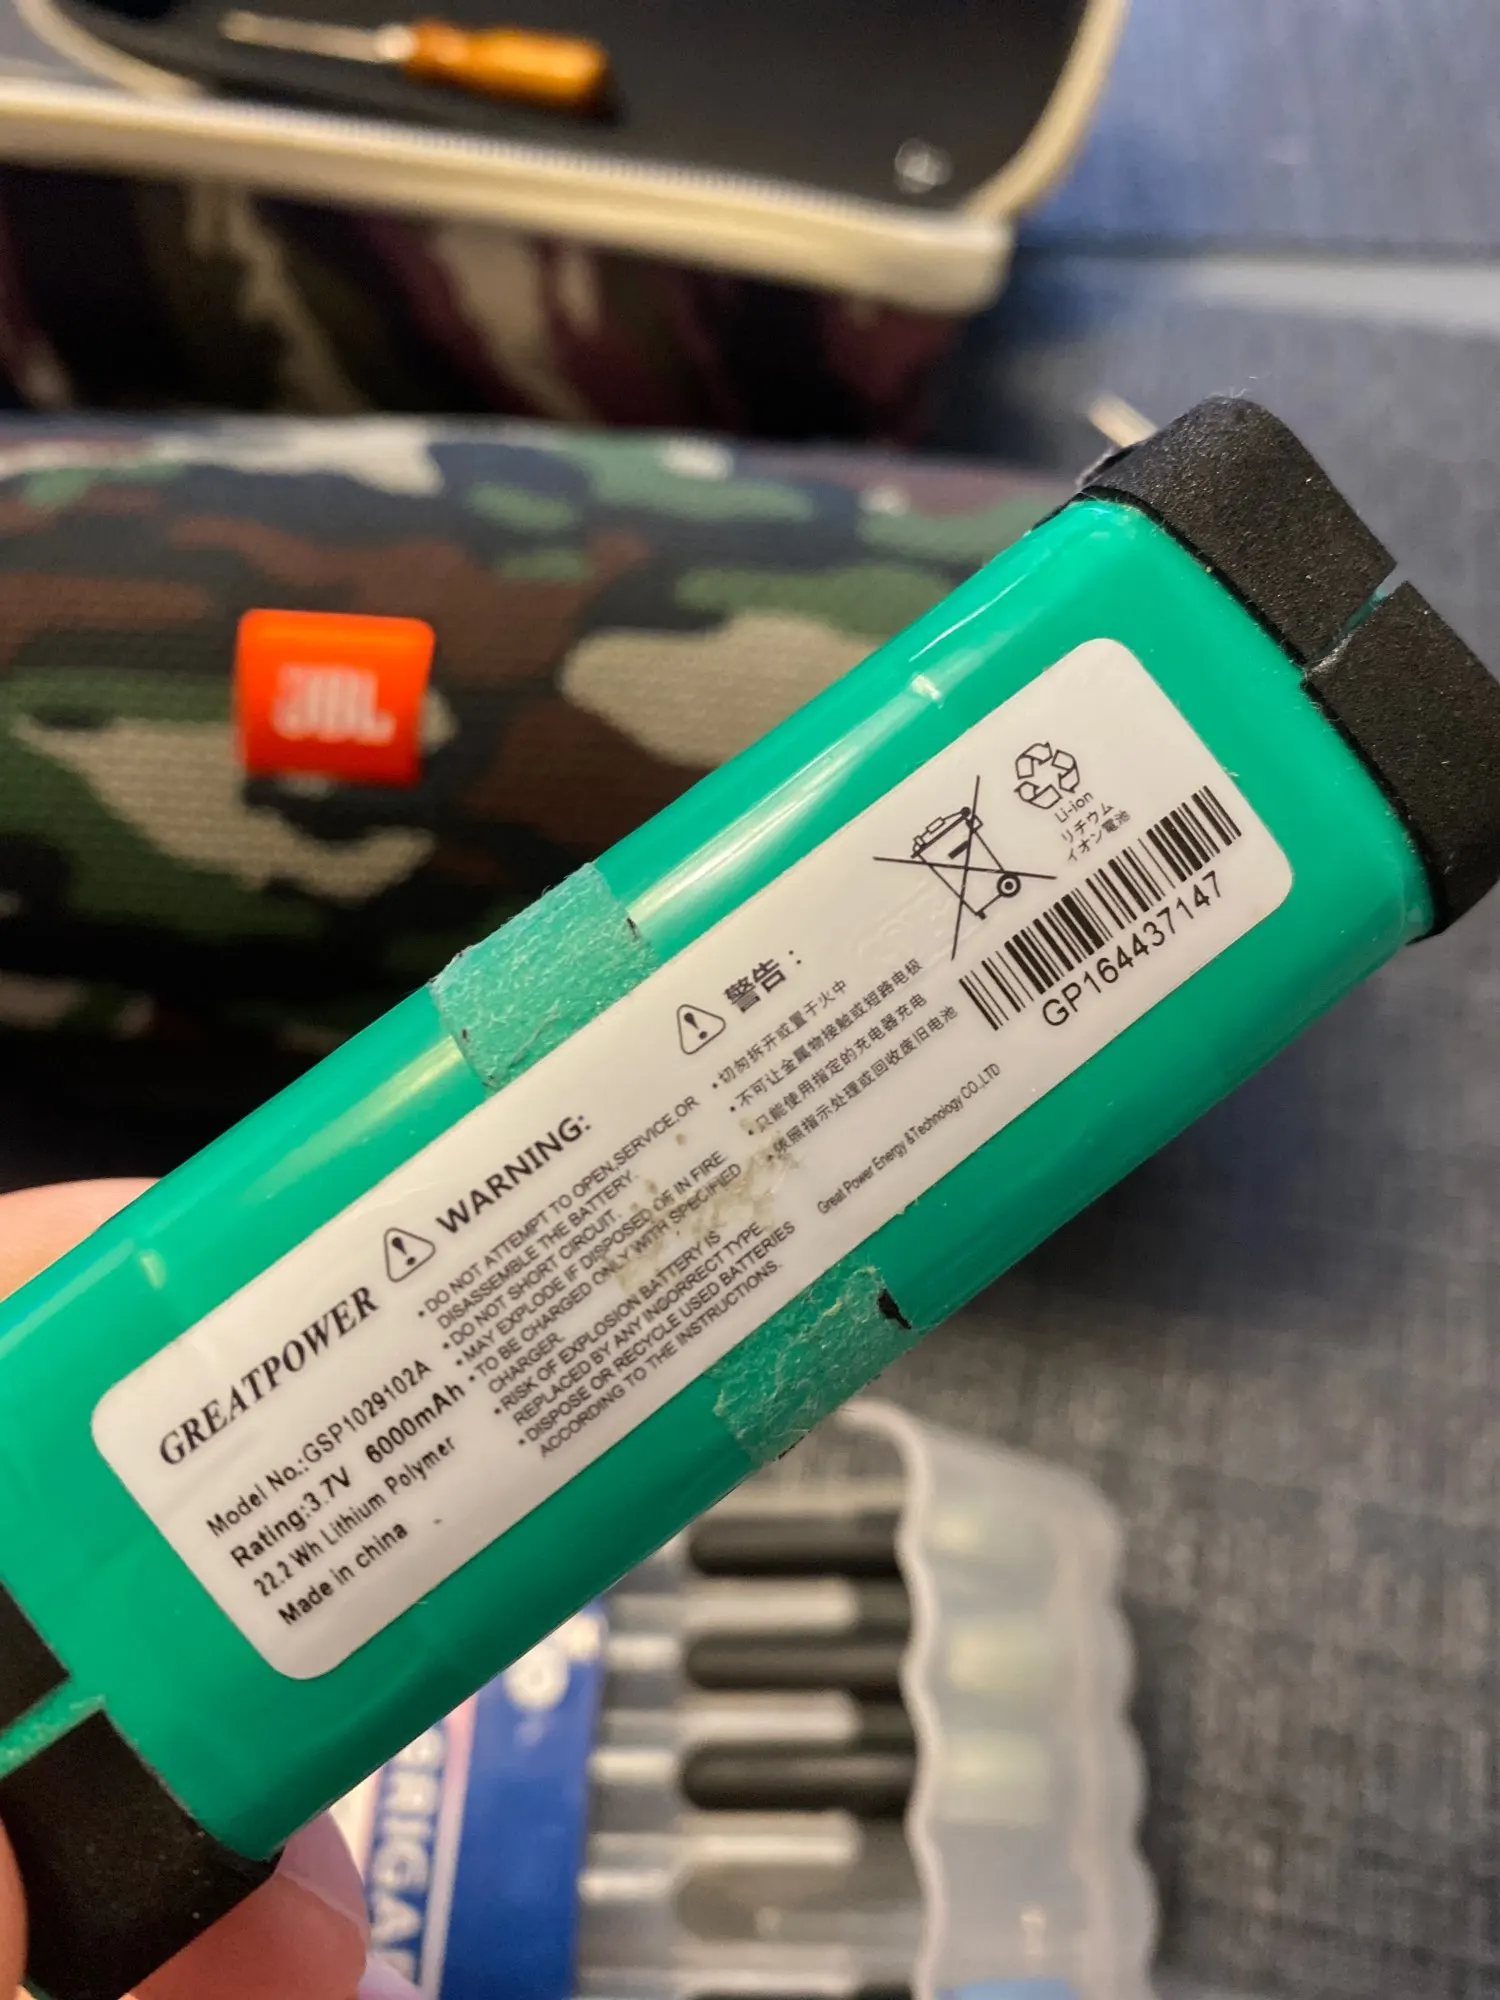 JBL
GREATPOWER
Model No.:GSP1029102A
Rating:3.7V 6000mAh
22.2 Wh Lithium Polymer
Made in china
WARNING:
• DO NOT ATTEMPT TO OPEN,SERVICE,OR
DISASSEMBLE THE BATTERY.
• DO NOT SHORT CIRCUIT.
• MAY EXPLODE IF DISPOSED OF IN FIRE
• TO BE CHARGED ONLY WITH SPECIFIED
CHARGER.
• RISK OF EXPLOSION BATTERY IS
REPLACED BY ANY INCORRECT TYPE
• DISPOSE OR RECYCLE USED BATTERIES
ACCORDING TO THE INSTRUCTIONS.
警告：
• 切勿拆开或置于火中
• 不可让金属物接触或短路电极
• 只能使用指定的充电器充电
• 依照指示处理或回收废旧电池
Great Power Energy &Technology CO.,LTD
Li-ion
リチウム
イオン電池
GP164437147